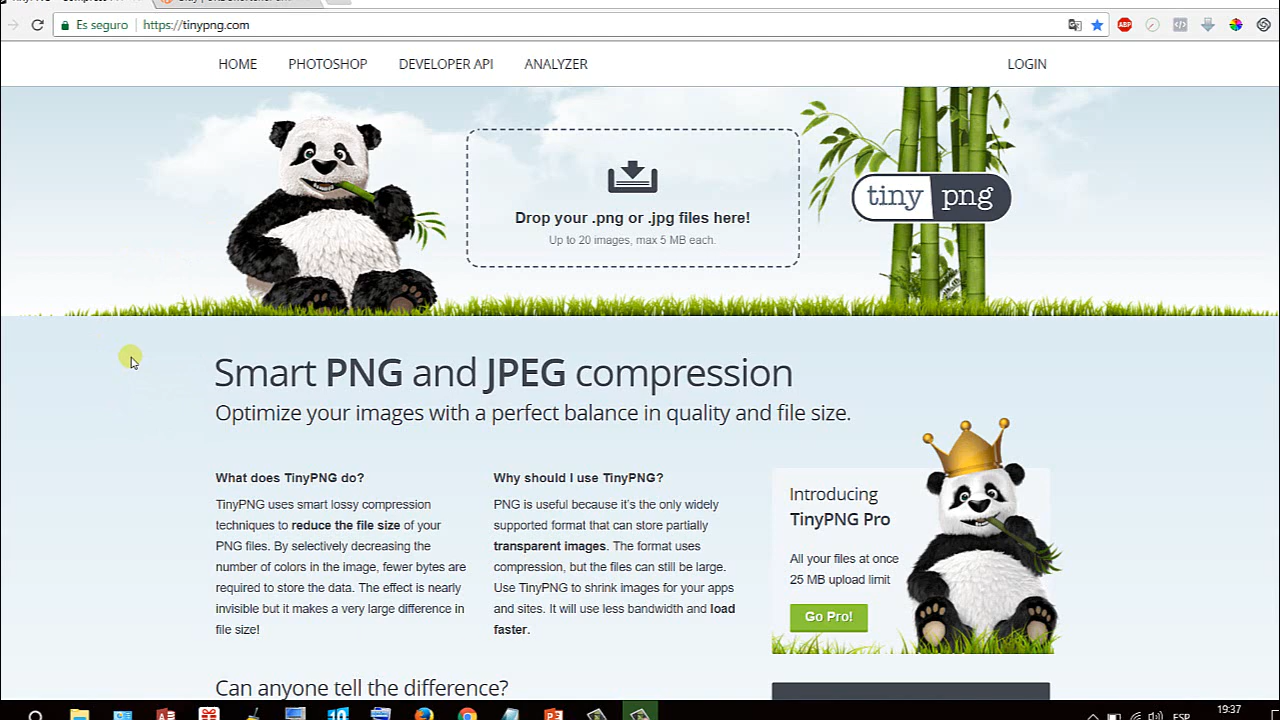 Es seguro
https://tinypng.com
ABP
HOME
PHOTOSHOP
DEVELOPER API
ANALYZER
LOGIN
Drop your .png or .jpg files here!
Up to 20 images, max 5 MB each.
tiny png
Smart PNG and JPEG compression
Optimize your images with a perfect balance in quality and file size.
What does TinyPNG do?
TinyPNG uses smart lossy compression
techniques to reduce the file size of your
PNG files. By selectively decreasing the
number of colors in the image, fewer bytes are
required to store the data. The effect is nearly
invisible but it makes a very large difference in
file size!
Why should I use TinyPNG?
PNG is useful because it's the only widely
supported format that can store partially
transparent images. The format uses
compression, but the files can still be large.
Use TinyPNG to shrink images for your apps
and sites. It will use less bandwidth and load
faster.
Introducing
TinyPNG Pro
All your files at once
25 MB upload limit
Go Pro!
Can anyone tell the difference?
19:37
ESP